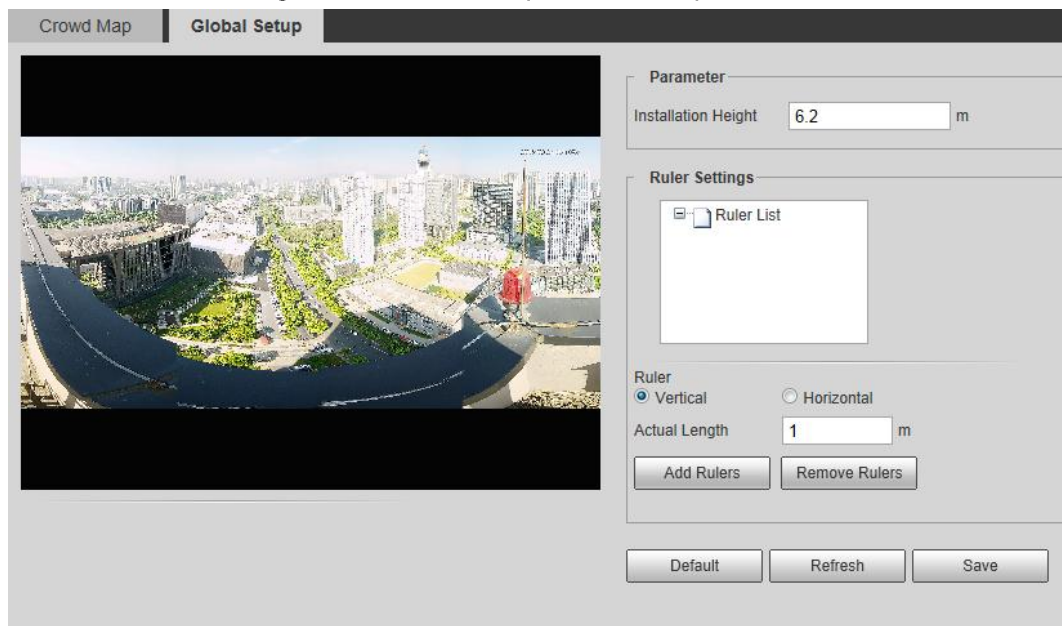 Crowd Map
Global Setup
Parameter
Installation Height 6.2 m
Ruler Settings
Ruler List
Ruler
Vertical Horizontal
Actual Length 1 m
Add Rulers Remove Rulers
Default Refresh Save